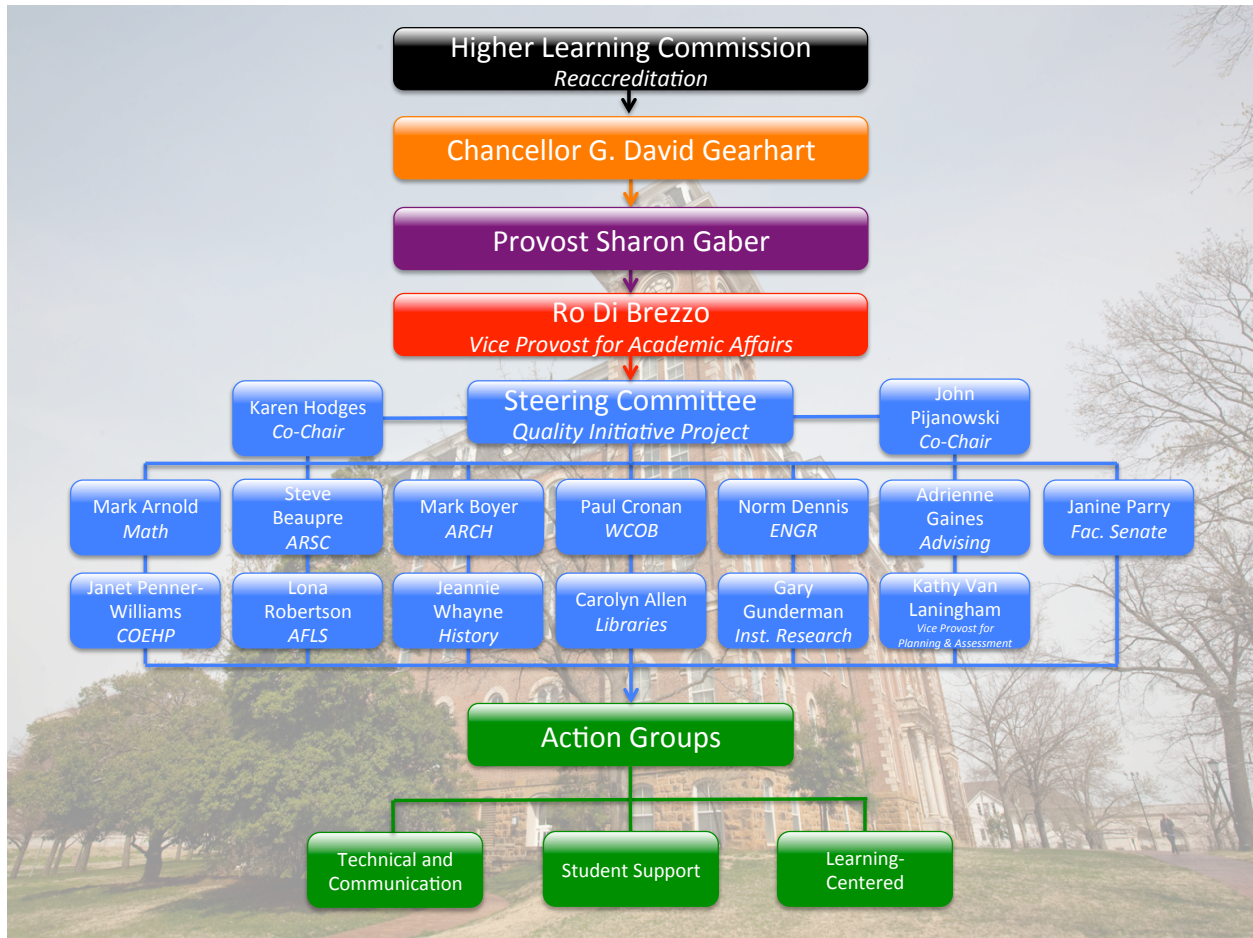 Higher Learning Commission
Reaccreditation
Chancellor G. David Gearhart
Provost Sharon Gaber
Ro Di Brezzo
Vice Provost for Academic Affairs
Karen Hodges
Co-Chair
Steering Committee
Quality Initiative Project
John
Pijanowski
Co-Chair
Mark Arnold
Math
Steve
Beaupre
ARSC
Mark Boyer
ARCH
Paul Cronan
WCOB
Norm Dennis
ENGR
Adrienne
Gaines
Advising
Janine Parry
Fac. Senate
Janet Penner-
Williams
COEHP
Lona
Robertson
AFLS
Jeannie
Whayne
History
Carolyn Allen
Libraries
Gary
Gunderman
Inst. Research
Kathy Van
Laningham
Vice Provost for
Planning & Assessment
Action Groups
Technical and
Communication
Student Support
Learning-
Centered